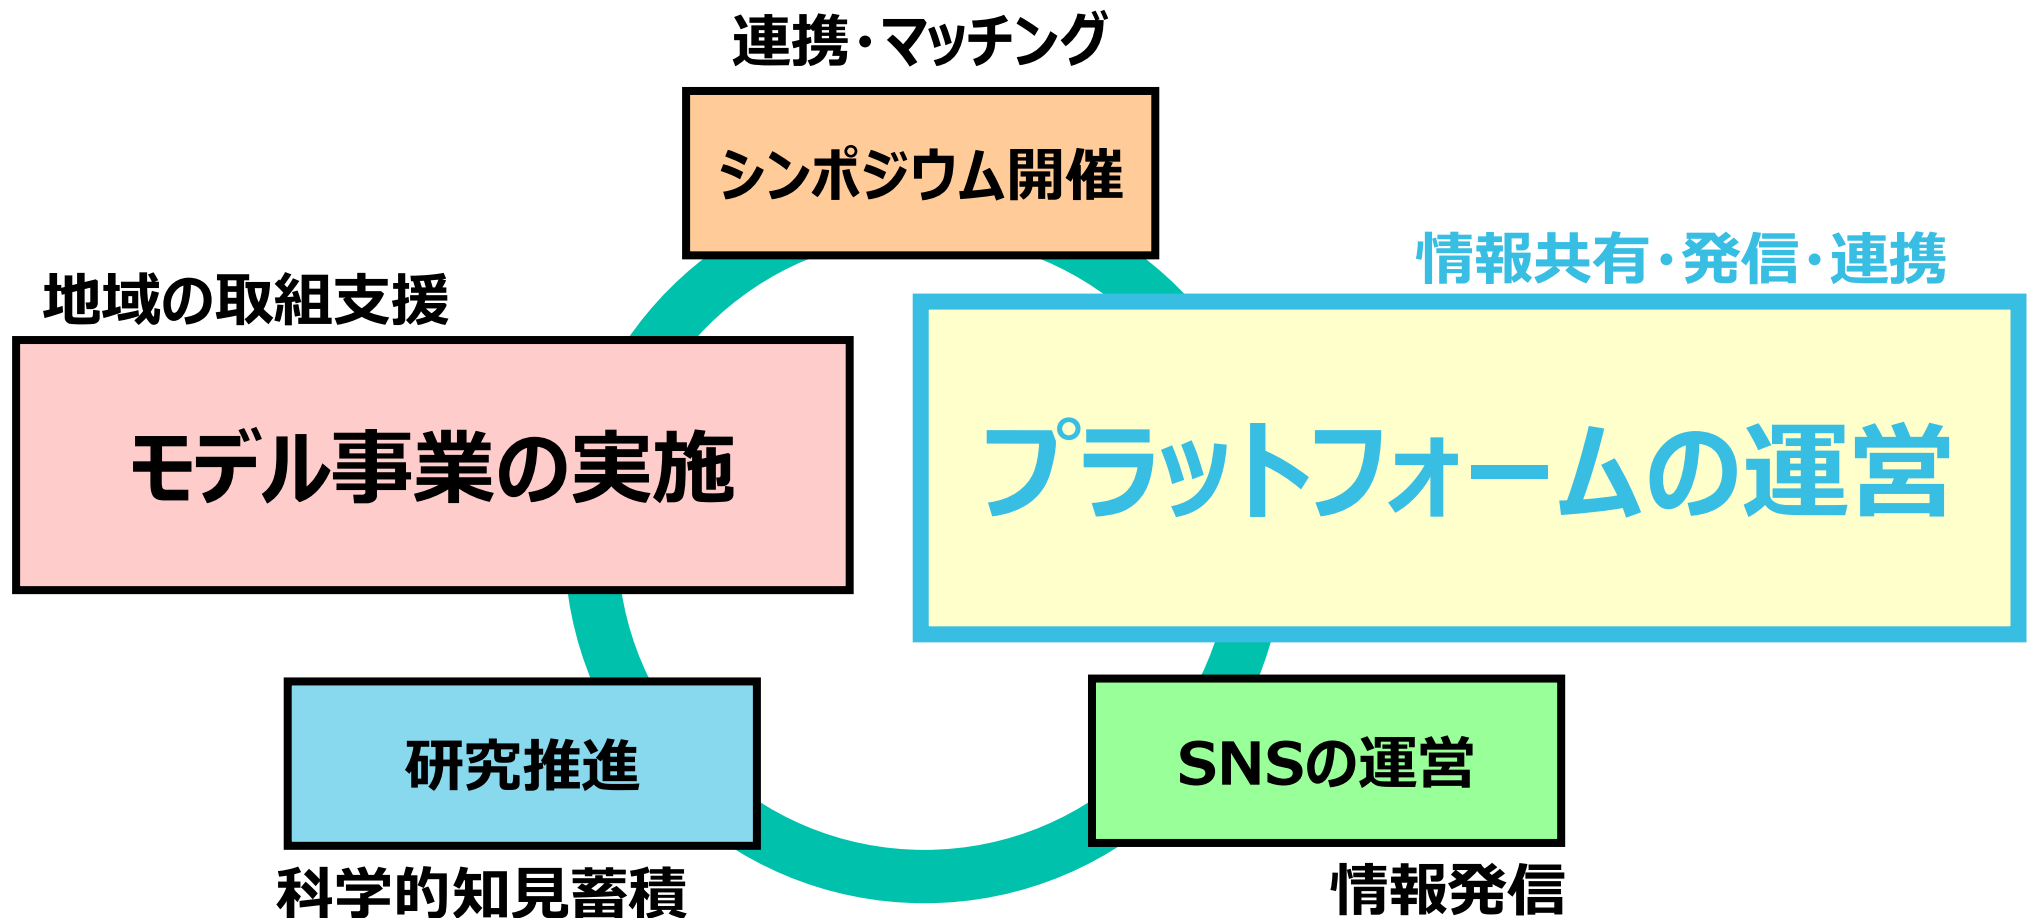 連携・マッチング
シンポジウム開催
情報共有・発信・連携
プラットフォームの運営
地域の取組支援
モデル事業の実施
研究推進
科学的知見蓄積
SNSの運営
情報発信